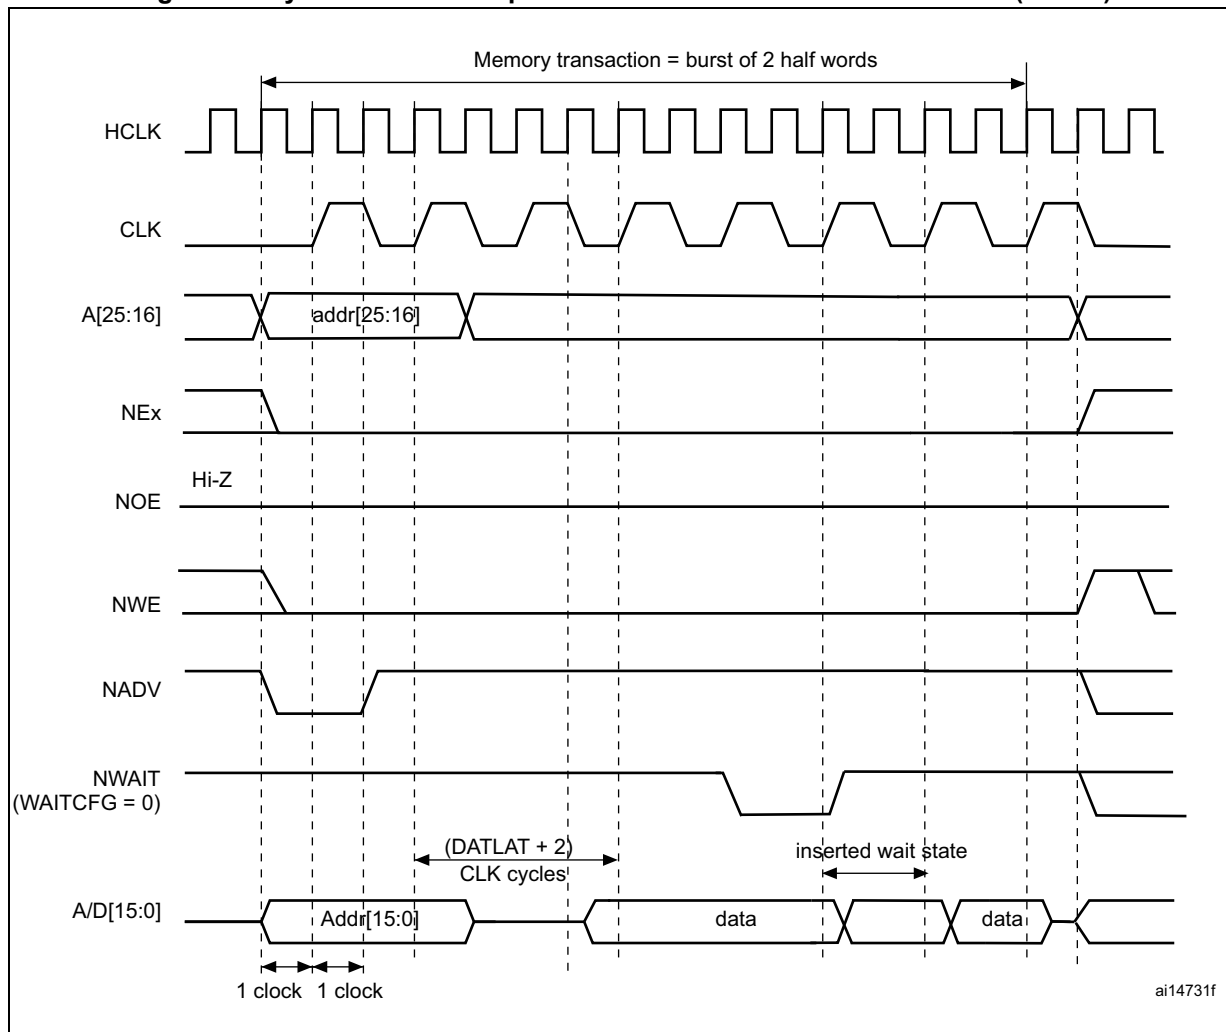 Memory transaction = burst of 2 half words
HCLK
CLK
A[25:16]
addr[25:16]
NEx
Hi-Z
NOE
NWE
NADV
NWAIT
(WAITCFG = 0)
(DATLAT + 2)
CLK cycles
inserted wait state
A/D[15:0]
Addr[15:0]
data
data
1 clock
1 clock
ai14731f